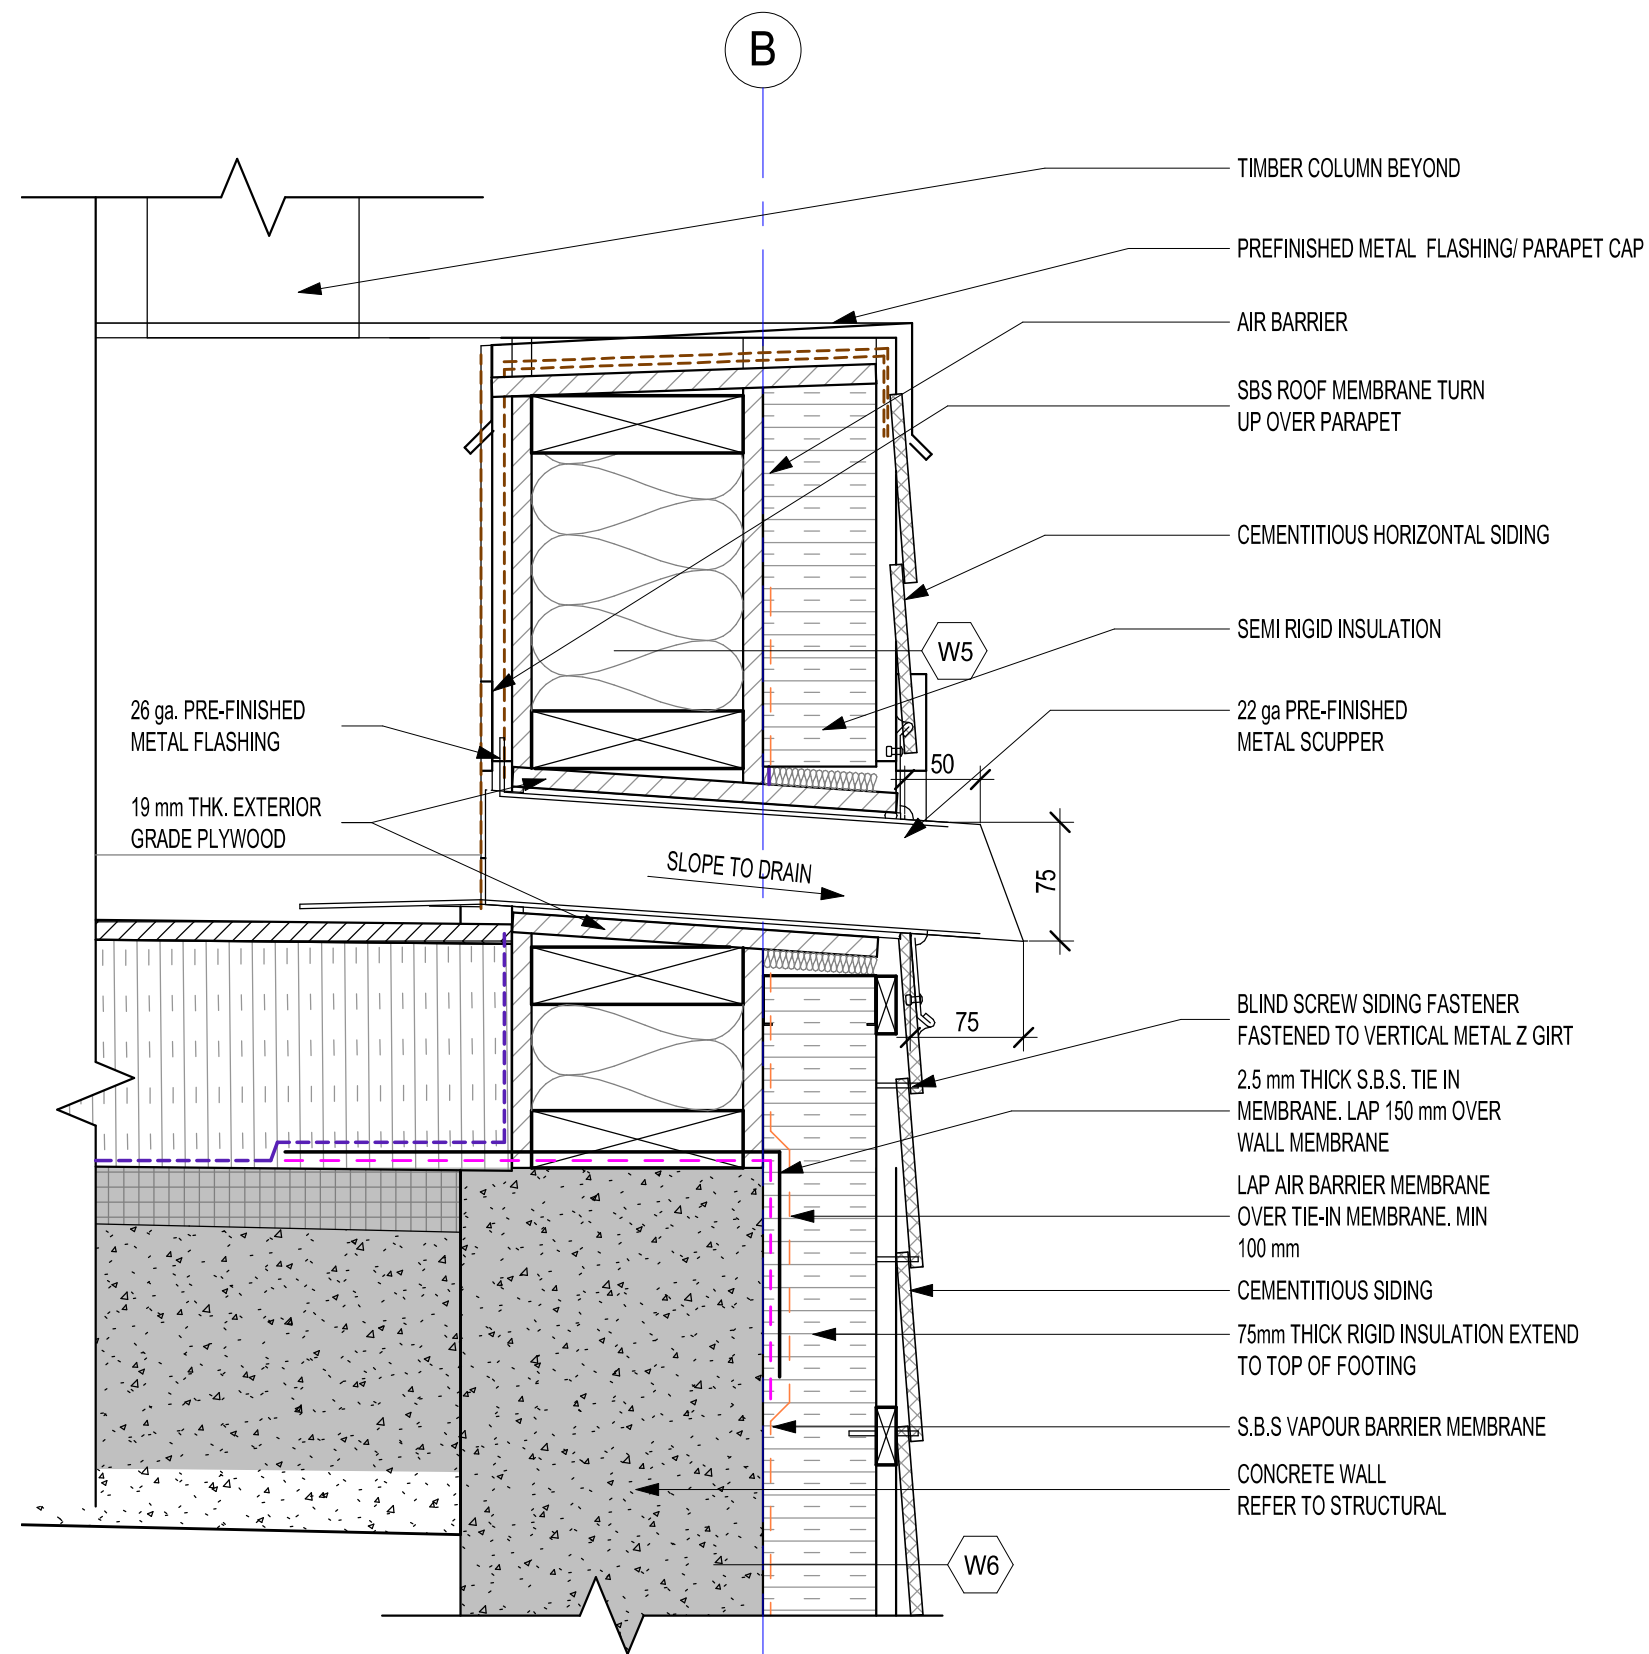 B
TIMBER COLUMN BEYOND
PREFINISHED METAL FLASHING/ PARAPET CAP
AIR BARRIER
SBS ROOF MEMBRANE TURN
UP OVER PARAPET
CEMENTITIOUS HORIZONTAL SIDING
SEMI RIGID INSULATION
W5
26 ga. PRE-FINISHED
METAL FLASHING
22 ga PRE-FINISHED
METAL SCUPPER
50
19 mm THK. EXTERIOR
GRADE PLYWOOD
SLOPE TO DRAIN
75
75
BLIND SCREW SIDING FASTENER
FASTENED TO VERTICAL METAL Z GIRT
2.5 mm THICK S.B.S. TIE IN
MEMBRANE. LAP 150 mm OVER
WALL MEMBRANE
LAP AIR BARRIER MEMBRANE
OVER TIE-IN MEMBRANE. MIN
100 mm
CEMENTITIOUS SIDING
75mm THICK RIGID INSULATION EXTEND
TO TOP OF FOOTING
S.B.S VAPOUR BARRIER MEMBRANE
CONCRETE WALL
REFER TO STRUCTURAL
W6